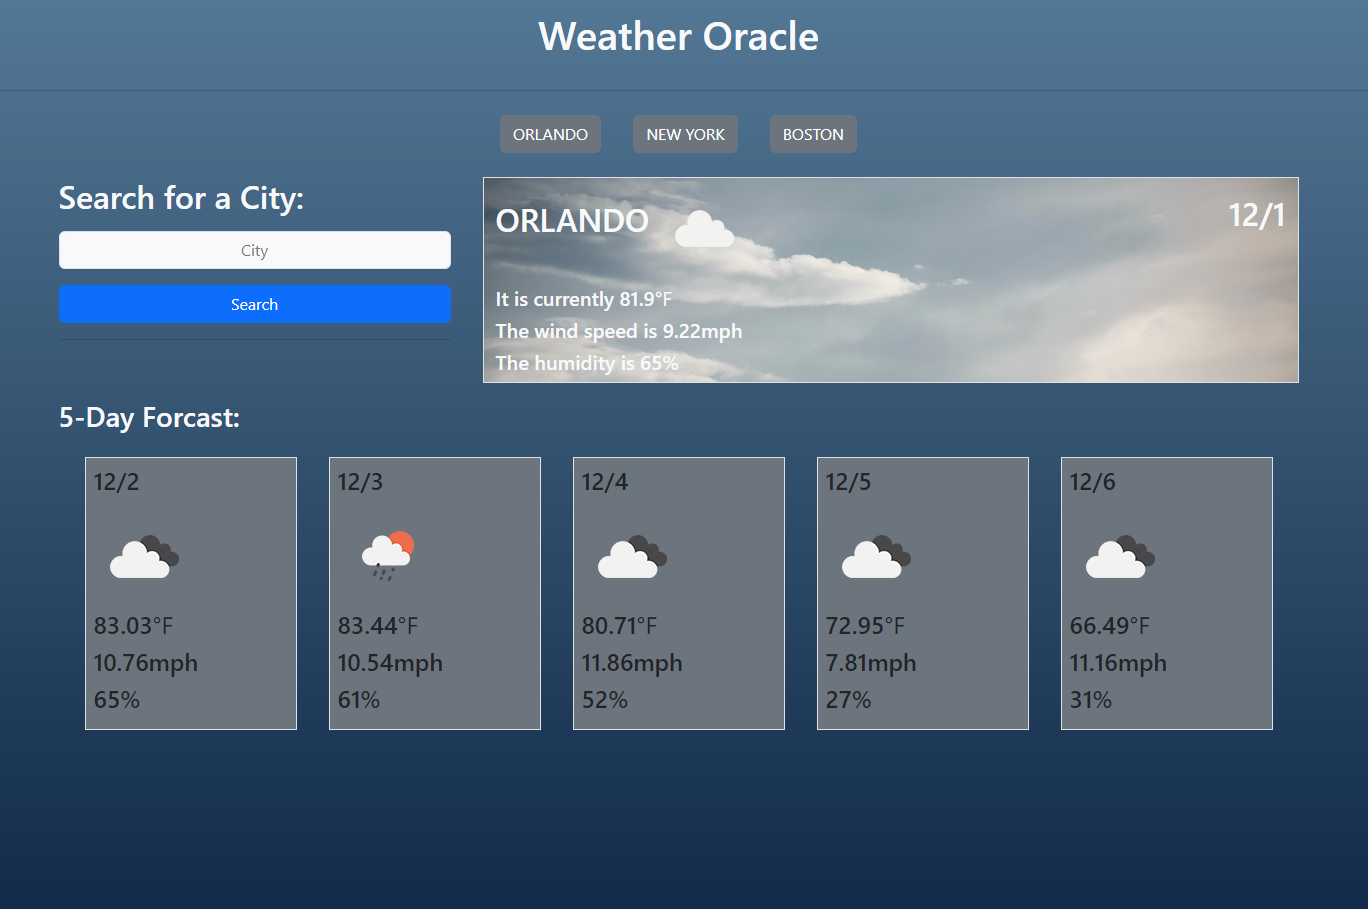 Weather Oracle
ORLANDO NEW YORK BOSTON
Search for a City:
City
Search
ORLANDO 12/1
It is currently 81.9°F
The wind speed is 9.22mph
The humidity is 65%
5-Day Forcast:
12/2
83.03°F
10.76mph
65%
12/3
83.44°F
10.54mph
61%
12/4
80.71°F
11.86mph
52%
12/5
72.95°F
7.81mph
27%
12/6
66.49°F
11.16mph
31%